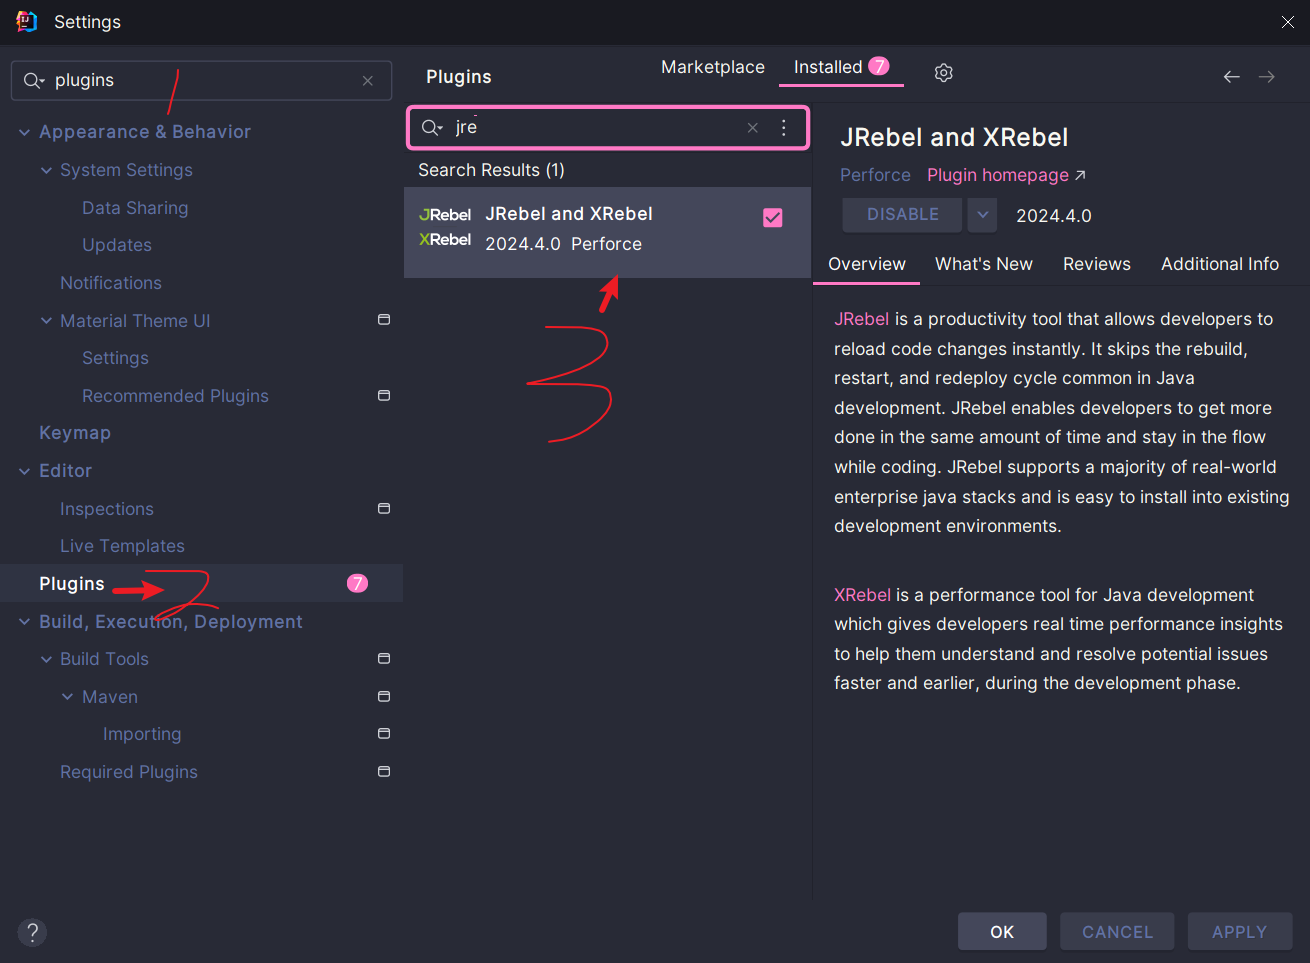 Settings
plugins
1
Appearance & Behavior
System Settings
Data Sharing
Updates
Notifications
Material Theme UI
Settings
Recommended Plugins
Keymap
Editor
Inspections
Live Templates
Plugins 2 7
Build, Execution, Deployment
Build Tools
Maven
Importing
Required Plugins
?
Plugins
Marketplace
Installed 7
jre
Search Results (1)
JRebel
XRebel
JRebel and XRebel
2024.4.0 Perforce
3
JRebel and XRebel
Perforce Plugin homepage
DISABLE 2024.4.0
Overview What's New Reviews Additional Info
JRebel is a productivity tool that allows developers to
reload code changes instantly. It skips the rebuild,
restart, and redeploy cycle common in Java
development. JRebel enables developers to get more
done in the same amount of time and stay in the flow
while coding. JRebel supports a majority of real-world
enterprise java stacks and is easy to install into existing
development environments.
XRebel is a performance tool for Java development
which gives developers real time performance insights
to help them understand and resolve potential issues
faster and earlier, during the development phase.
OK CANCEL APPLY